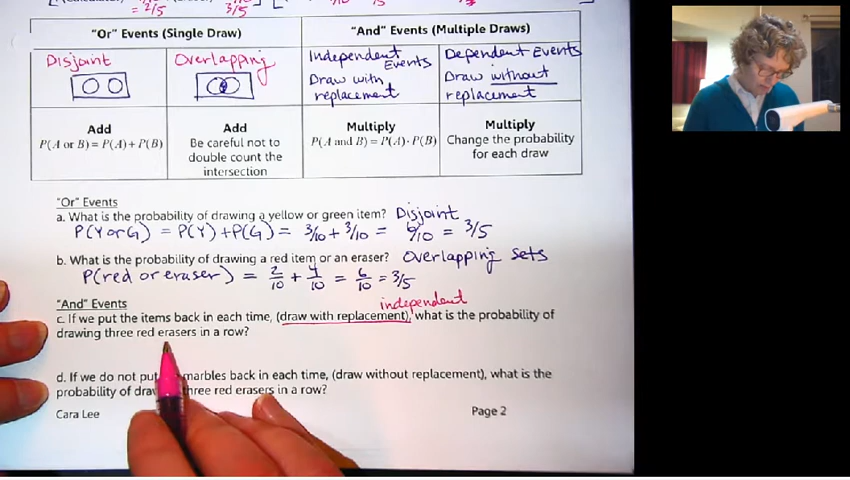 = 2/5
3/5
"Or" Events (Single Draw)
"And" Events (Multiple Draws)
Disjoint
Overlapping
Independent Events
Draw with
replacement
Dependent Events
Draw without
replacement
Add
P(A or B) = P(A) + P(B)
Add
Be careful not to
double count the
intersection
Multiply
P(A and B) = P(A) · P(B)
Multiply
Change the probability
for each draw
"Or" Events
a. What is the probability of drawing a yellow or green item? Disjoint
P(Y or G) = P(Y) + P(G) = 3/10 + 3/10 = 6/10 = 3/5
b. What is the probability of drawing a red item or an eraser? Overlapping sets
P(red or eraser) = 2/10 + 4/10 = 6/10 = 3/5
"And" Events
independent
c. If we put the items back in each time, (draw with replacement), what is the probability of
drawing three red erasers in a row?
d. If we do not put marbles back in each time, (draw without replacement), what is the
probability of three red erasers in a row?
Cara Lee
Page 2